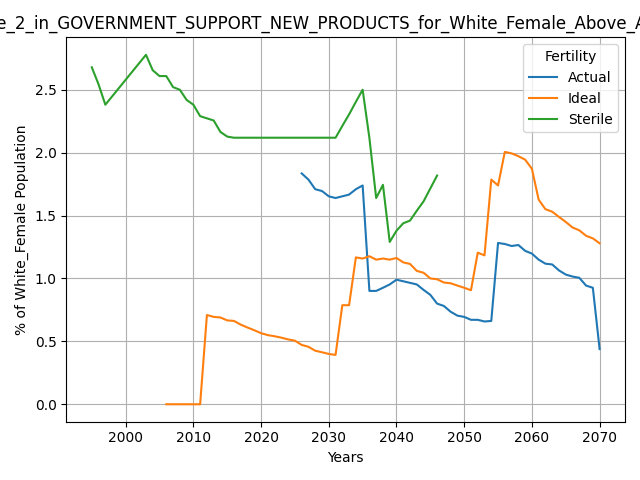 e_2_in_GOVERNMENT_SUPPORT_NEW_PRODUCTS_for_White_Female_Above_A
Fertility
Actual
Ideal
Sterile
% of White_Female Population
2.5
2.0
1.5
1.0
0.5
0.0
2000 2010 2020 2030 2040 2050 2060 2070
Years